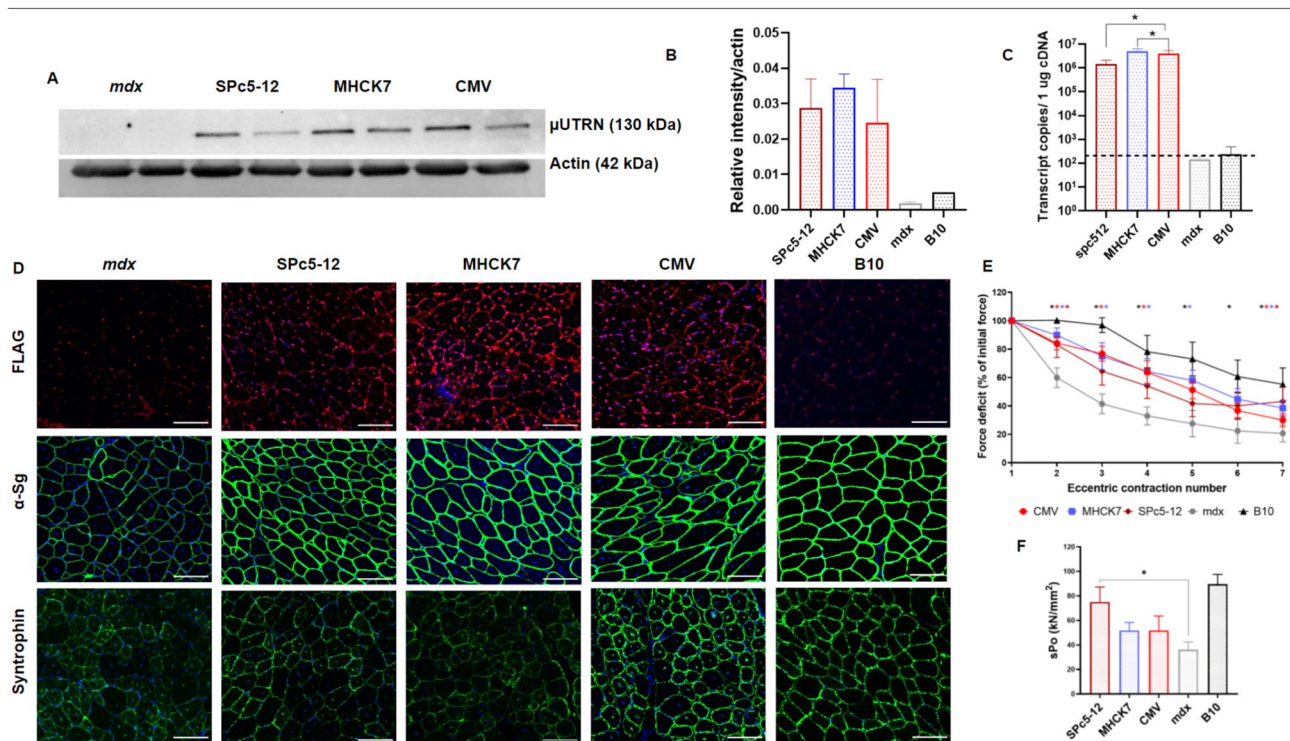 A
mdx SPc5-12 MHCK7 CMV
µUTRN (130 kDa)
Actin (42 kDa)
B
Relative intensity/actin
0.05
0.04
0.03
0.02
0.01
0.00
SPc5-12 MHCK7 CMV mdx B10
C
Transcript copies/ 1 ug cDNA
* *
10⁷
10⁶
10⁵
10⁴
10³
10²
10¹
10⁰
spc512 MHCK7 CMV mdx B10
D
mdx SPc5-12 MHCK7 CMV B10
FLAG
α-Sg
Syntrophin
E
Force deficit (% of initial force)
120
100
80
60
40
20
0
**** *** *** ** * ****
1 2 3 4 5 6 7
Eccentric contraction number
CMV MHCK7 SPc5-12 mdx B10
F
sPo (kN/mm²)
120
100
80
60
40
20
0
*
SPc5-12 MHCK7 CMV mdx B10